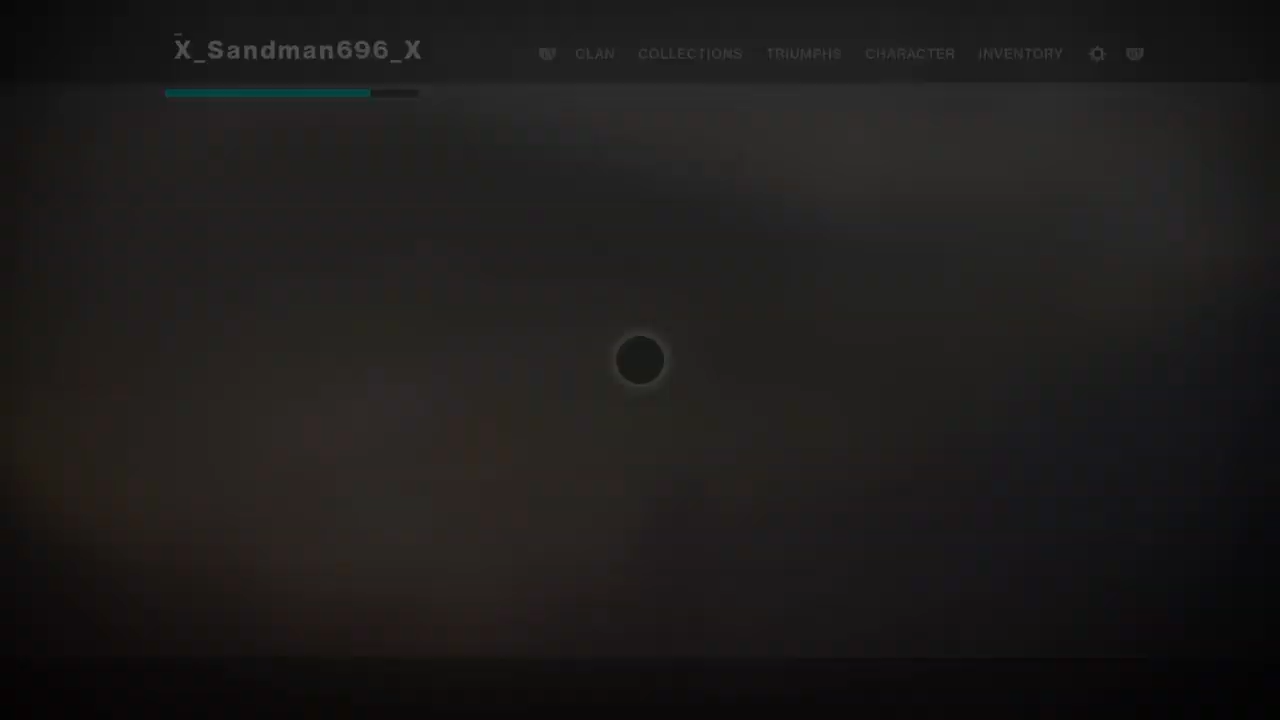 X_Sandman696_X
CLAN COLLECTIONS TRIUMPHS CHARACTER INVENTORY